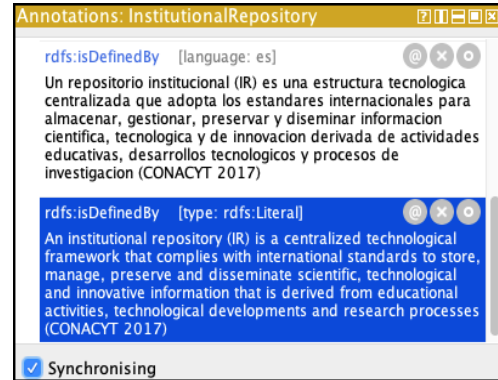 Annotations: InstitutionalRepository
rdfs:isDefinedBy [language: es]
Un repositorio institucional (IR) es una estructura tecnologica
centralizada que adopta los estandares internacionales para
almacenar, gestionar, preservar y diseminar informacion
cientifica, tecnologica y de innovacion derivada de actividades
educativas, desarrollos tecnologicos y procesos de
investigacion (CONACYT 2017)
rdfs:isDefinedBy [type: rdfs:Literal]
An institutional repository (IR) is a centralized technological
framework that complies with international standards to store,
manage, preserve and disseminate scientific, technological
and innovative information that is derived from educational
activities, technological developments and research processes
(CONACYT 2017)
Synchronising